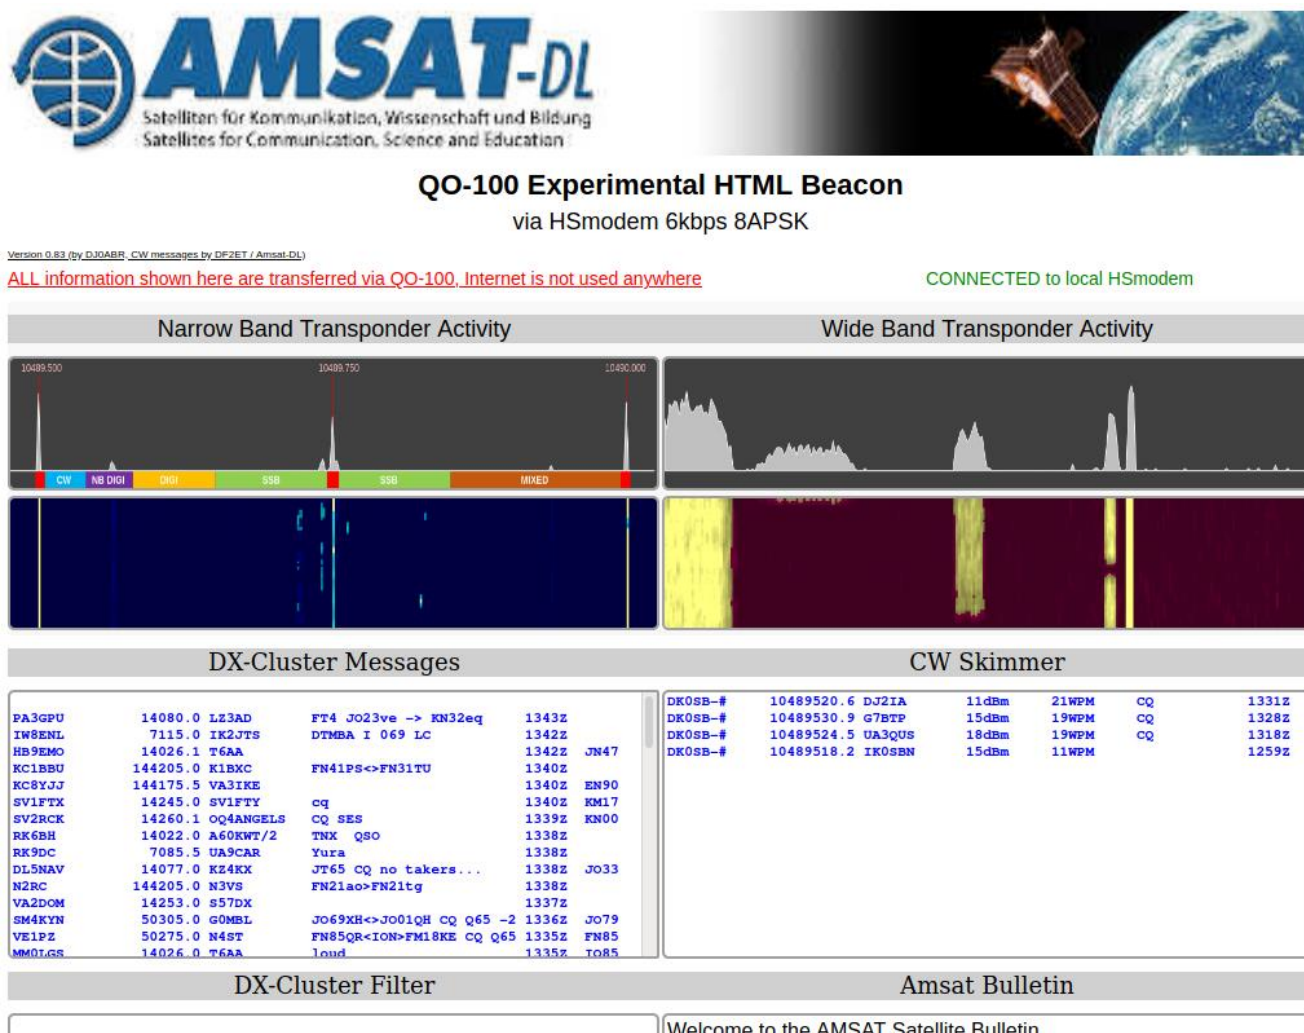 AMSAT-DL
Satelliten für Kommunikation, Wissenschaft und Bildung
Satellites for Communication, Science and Education
QO-100 Experimental HTML Beacon
via HSmodem 6kbps 8APSK
Version 0.83 (by DJ0ABR, CW messages by DF2ET / Amsat-DL)
ALL information shown here are transferred via QO-100, Internet is not used anywhere CONNECTED to local HSmodem
Narrow Band Transponder Activity Wide Band Transponder Activity
10489.500 10489.750 10490.000
CW NB DIGI DIGI SSB SSB MIXED
DX-Cluster Messages
PA3GPU 14080.0 LZ3AD FT4 JO23ve -> KN32eq 1343Z
IW8ENL 7115.0 IK2JTS DTMBA I 069 LC 1342Z
HB9EMO 14026.1 T6AA 1342Z JN47
KC1BBU 144205.0 K1BXC FN41PS<>FN31TU 1340Z
KC8YJJ 144175.5 VA3IKE 1340Z EN90
SV1FTX 14245.0 SV1FTY cq 1340Z KM17
SV2RCK 14260.1 OQ4ANGELS CQ SES 1339Z KN00
RK6BH 14022.0 A60KWT/2 TNX QSO 1338Z
RK9DC 7085.5 UA9CAR Yura 1338Z
DL5NAV 14077.0 KZ4KX JT65 CQ no takers... 1338Z JO33
N2RC 144205.0 N3VS FN21ao>FN21tg 1338Z
VA2DOM 14253.0 S57DX 1337Z
SM4KYN 50305.0 G0MBL JO69XH<>JO01QH CQ Q65 -2 1336Z JO79
VE1PZ 50275.0 N4ST FN85QR<ION>FM18KE CQ Q65 1335Z FN85
MM0LGS 14026.0 T6AA loud 1335Z IO85
CW Skimmer
DK0SB-# 10489520.6 DJ2IA 11dBm 21WPM CQ 1331Z
DK0SB-# 10489530.9 G7BTP 15dBm 19WPM CQ 1328Z
DK0SB-# 10489524.5 UA3QUS 18dBm 19WPM CQ 1318Z
DK0SB-# 10489518.2 IK0SBN 15dBm 11WPM 1259Z
DX-Cluster Filter
Amsat Bulletin
Welcome to the AMSAT Satellite Bulletin